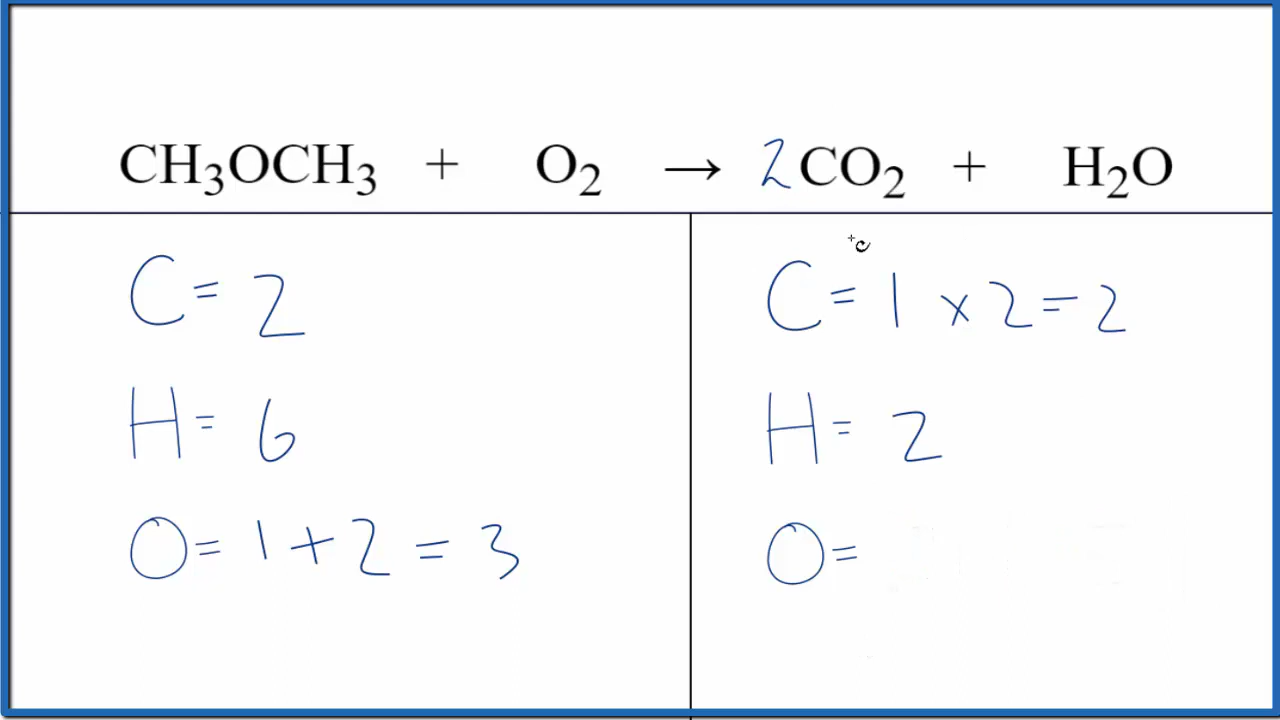 CH₃OCH₃ + O₂ → 2CO₂ + H₂O
C = 2
H = 6
O = 1 + 2 = 3
C = 1 x 2 = 2
H = 2
O =